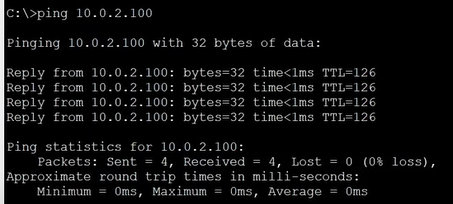 C:\>ping 10.0.2.100
Pinging 10.0.2.100 with 32 bytes of data:
Reply from 10.0.2.100: bytes=32 time<1ms TTL=126
Reply from 10.0.2.100: bytes=32 time<1ms TTL=126
Reply from 10.0.2.100: bytes=32 time<1ms TTL=126
Reply from 10.0.2.100: bytes=32 time<1ms TTL=126
Ping statistics for 10.0.2.100:
    Packets: Sent = 4, Received = 4, Lost = 0 (0% loss),
Approximate round trip times in milli-seconds:
    Minimum = 0ms, Maximum = 0ms, Average = 0ms